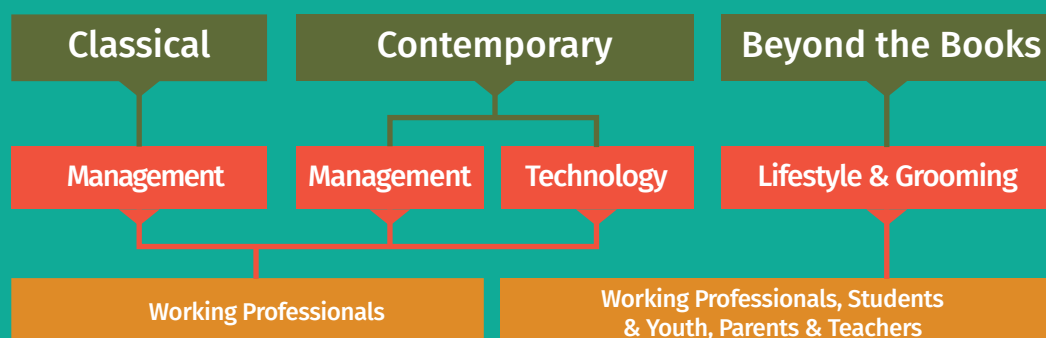 Classical
Contemporary
Beyond the Books
Management
Management
Technology
Lifestyle & Grooming
Working Professionals
Working Professionals, Students
& Youth, Parents & Teachers